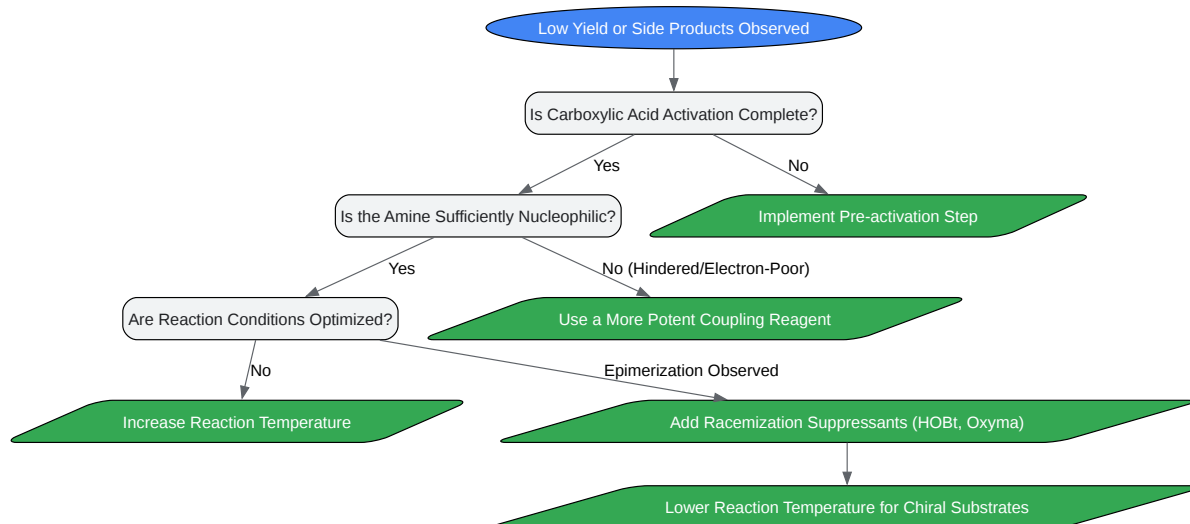 Low Yield or Side Products Observed
Is Carboxylic Acid Activation Complete?
Yes
No
Is the Amine Sufficiently Nucleophilic?
Implement Pre-activation Step
Yes
No (Hindered/Electron-Poor)
Are Reaction Conditions Optimized?
Use a More Potent Coupling Reagent
No
Epimerization Observed
Increase Reaction Temperature
Add Racemization Suppressants (HOBt, Oxyma)
Lower Reaction Temperature for Chiral Substrates